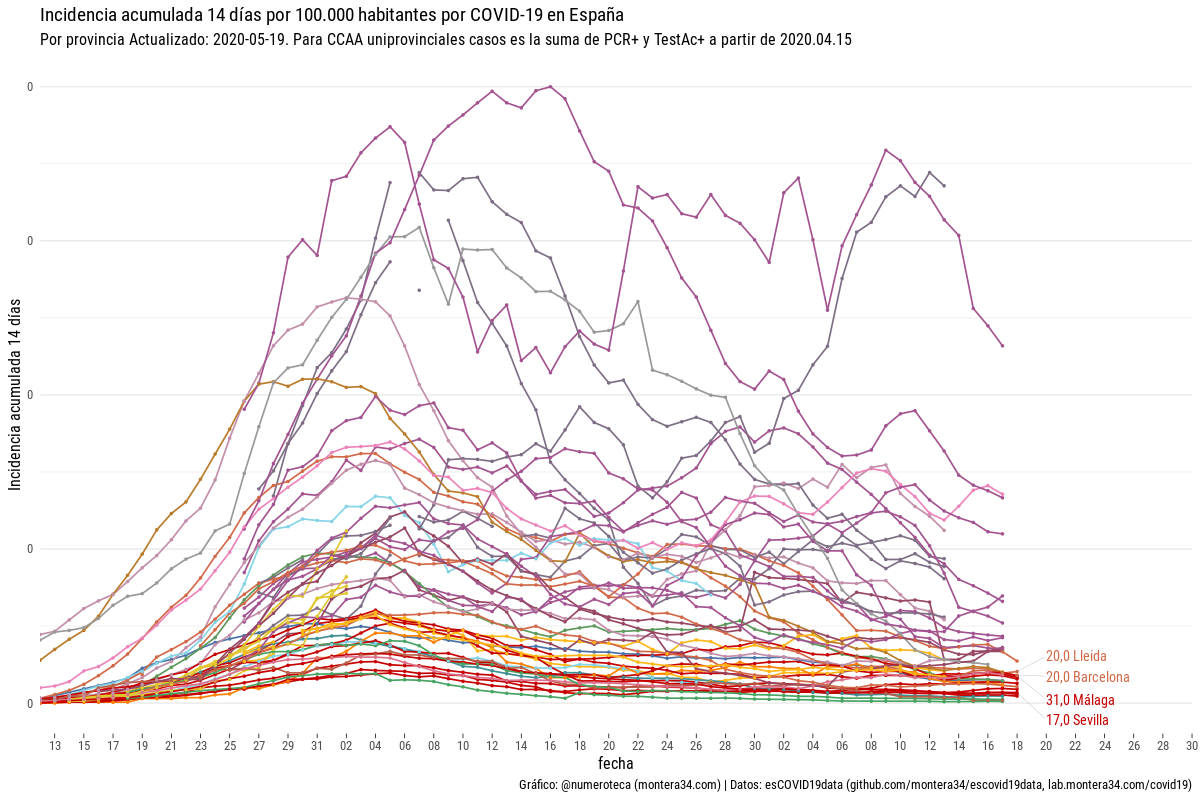 Incidencia acumulada 14 días por 100.000 habitantes por COVID-19 en España
Por provincia Actualizado: 2020-05-19. Para CCAA uniprovinciales casos es la suma de PCR+ y TestAc+ a partir de 2020.04.15
Incidencia acumulada 14 días
0
0
0
0
0
20,0 Lleida
20,0 Barcelona
31,0 Málaga
17,0 Sevilla
13 15 17 19 21 23 25 27 29 31 02 04 06 08 10 12 14 16 18 20 22 24 26 28 30 02 04 06 08 10 12 14 16 18 20 22 24 26 28 30
fecha
Gráfico: @numeroteca (montera34.com) | Datos: esCOVID19data (github.com/montera34/escovid19data, lab.montera34.com/covid19)